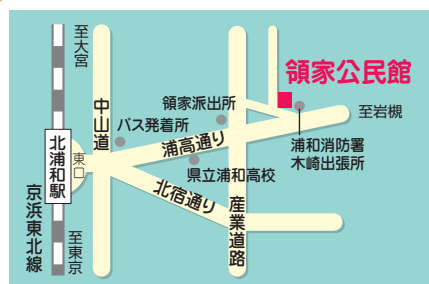 至大宮
中山道
領家派出所
バス発着所
領家公民館
至岩槻
浦和消防署
木崎出張所
浦高通り
県立浦和高校
北浦和駅
東口
北宿通り
産業道路
京浜東北線
至東京